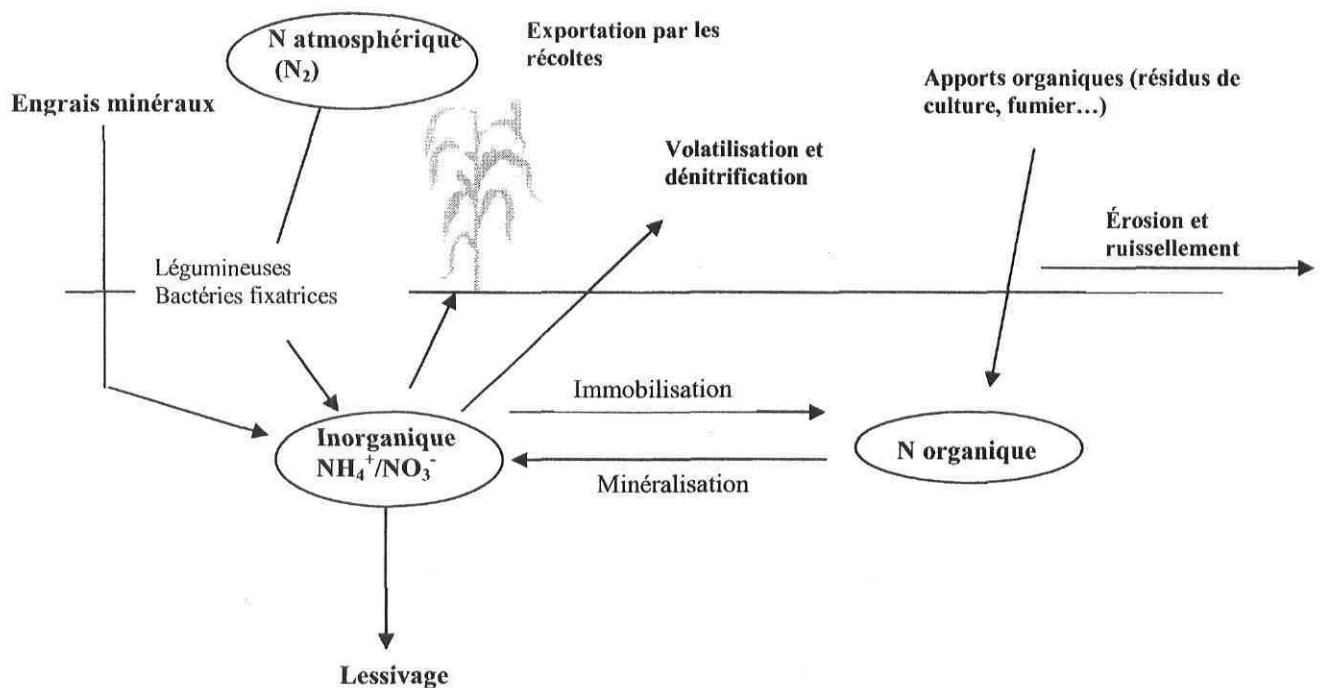 N atmosphérique
(N₂)
Exportation par les
récoltes
Engrais minéraux
Apports organiques (résidus de
culture, fumier…)
Volatilisation et
dénitrification
Érosion et
ruissellement
Légumineuses
Bactéries fixatrices
Immobilisation
Inorganique
NH₄⁺/NO₃⁻
N organique
Minéralisation
Lessivage